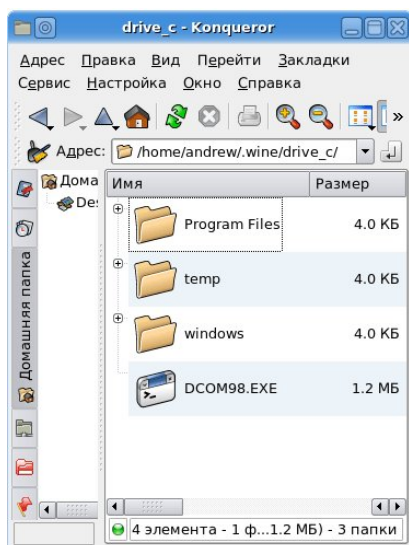 drive_c - Konqueror
Адрес Правка Вид Перейти Закладки
Сервис Настройка Окно Справка
»
Адрес: /home/andrew/.wine/drive_c/
Дома
Des
Домашняя папка
Имя Размер
Program Files 4.0 КБ
temp 4.0 КБ
windows 4.0 КБ
DCOM98.EXE 1.2 МБ
4 элемента - 1 ф...1.2 МБ) - 3 папки